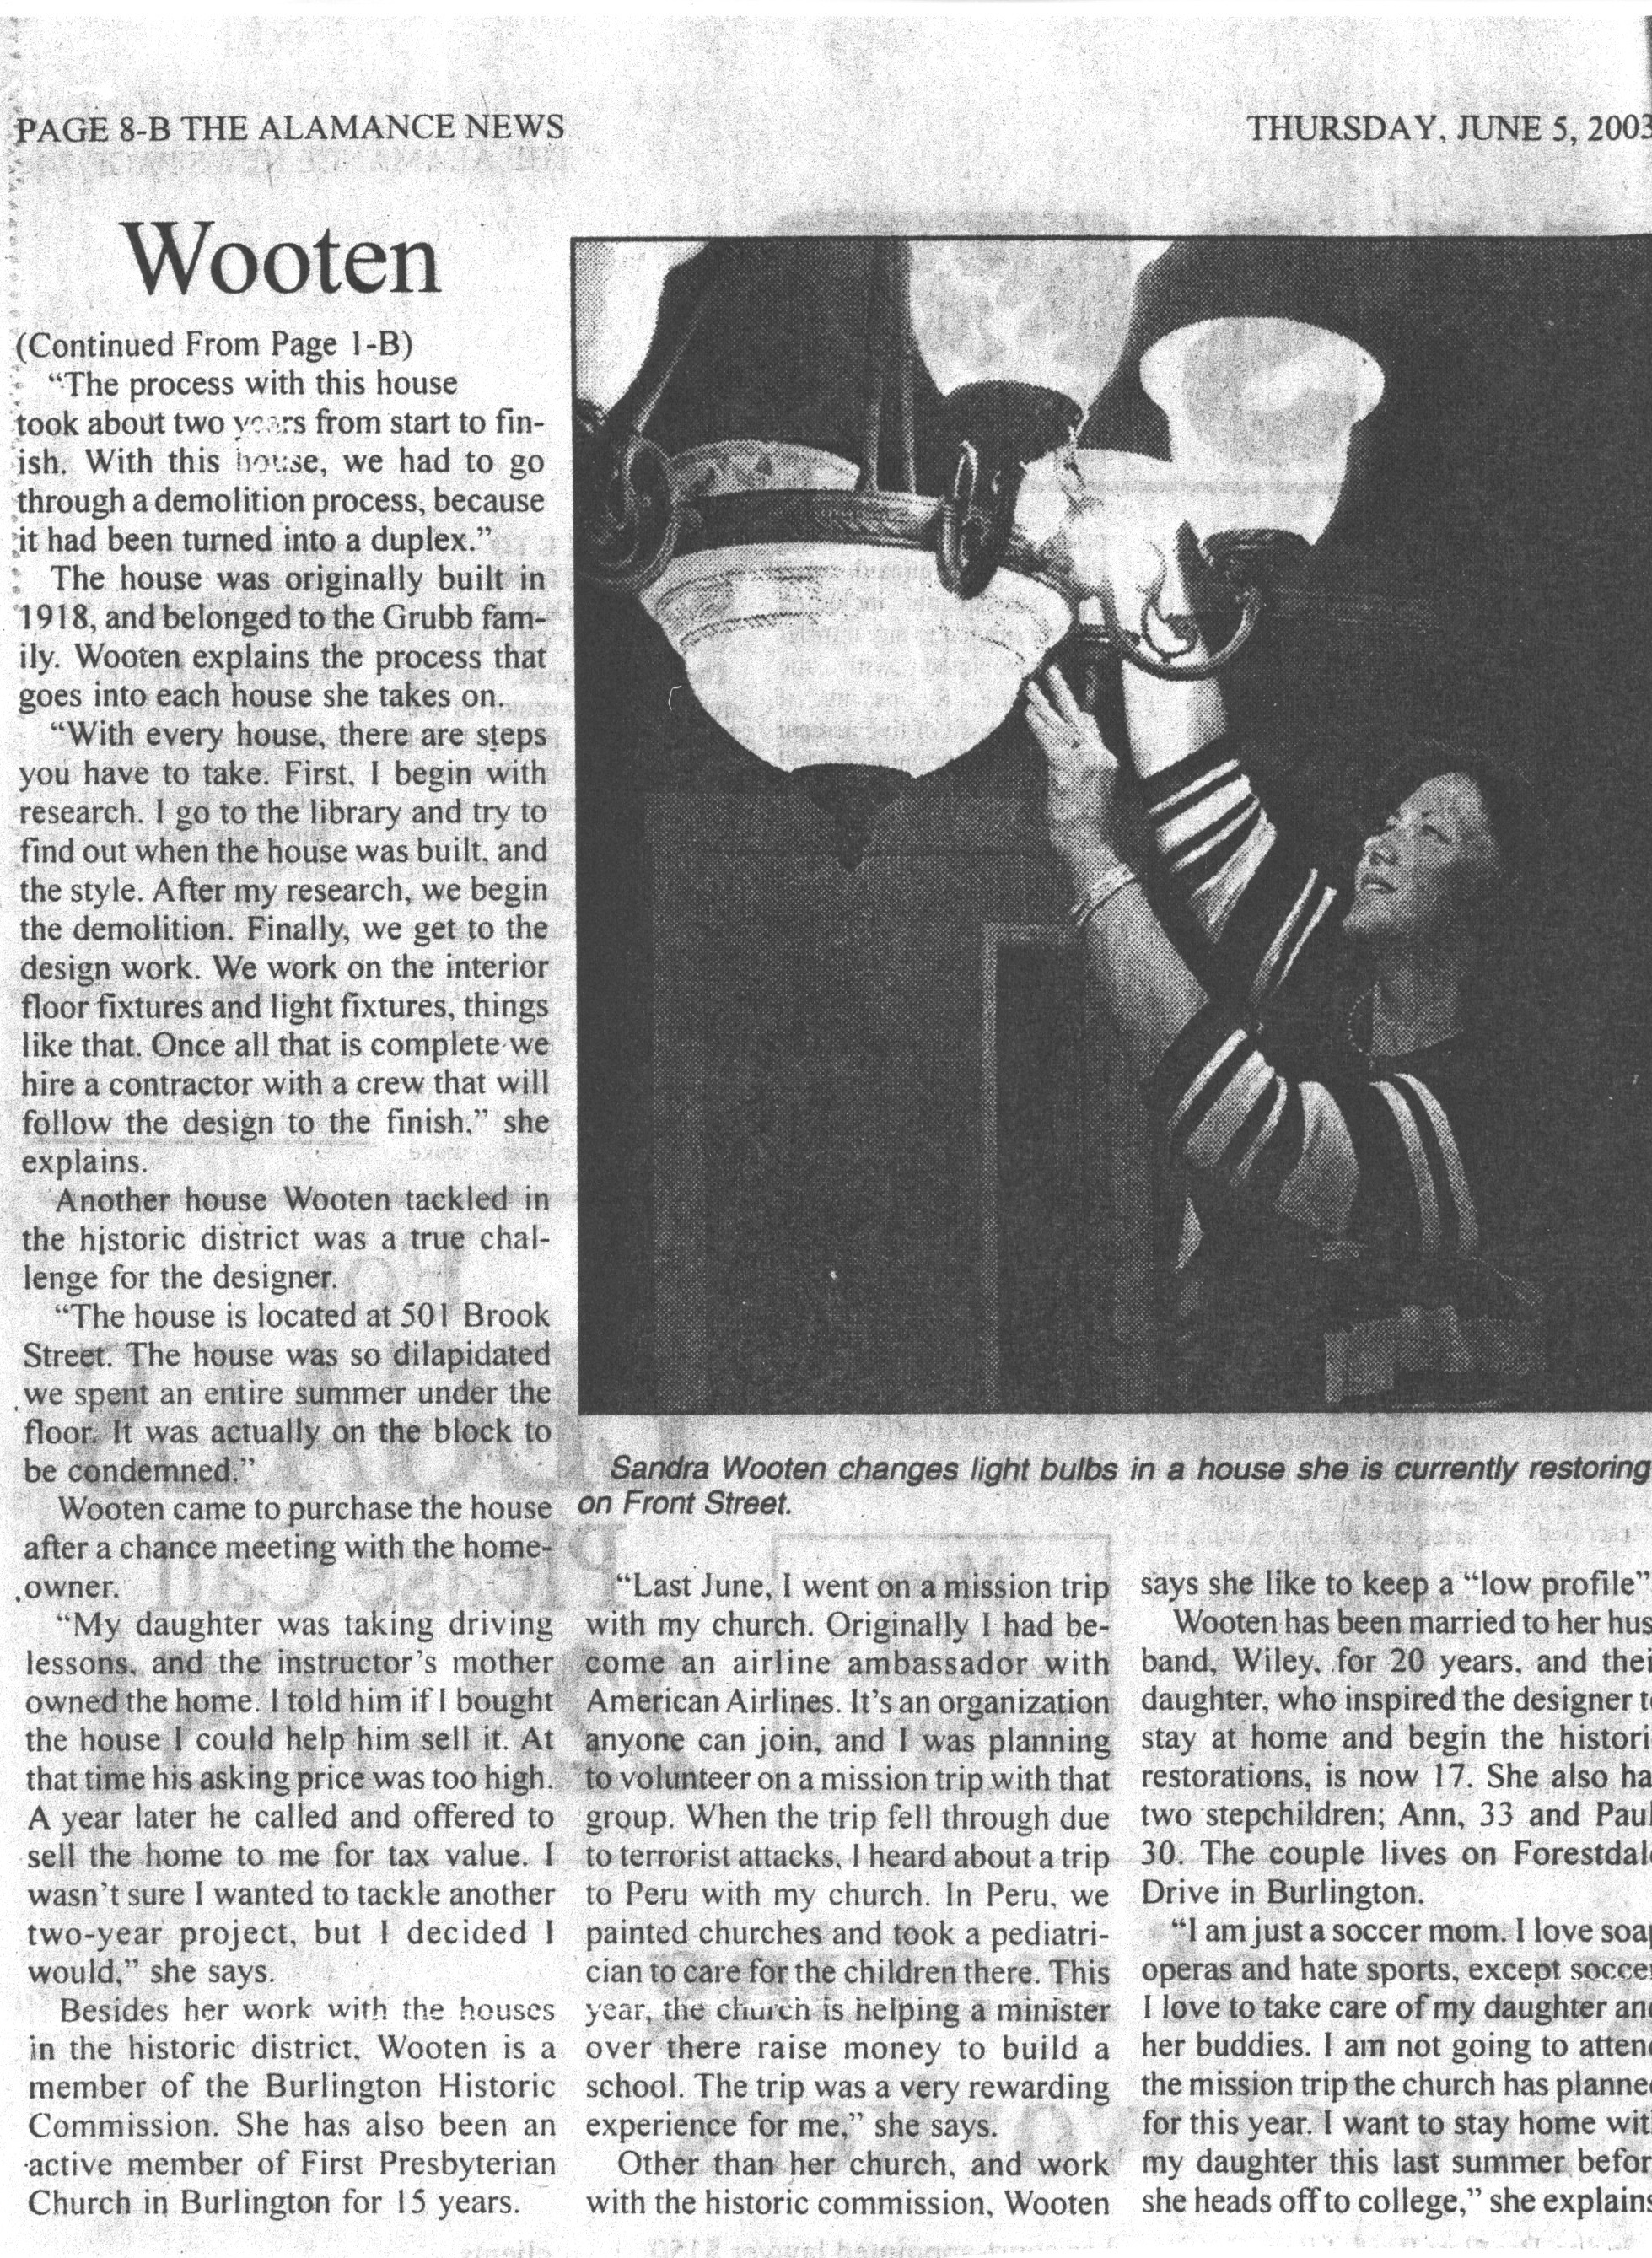 PAGE 8-B THE ALAMANCE NEWS
THURSDAY, JUNE 5, 2003
Wooten
(Continued From Page 1-B)
“The process with this house
took about two years from start to fin-
ish. With this house, we had to go
through a demolition process, because
it had been turned into a duplex.”
The house was originally built in
1918, and belonged to the Grubb fam-
ily. Wooten explains the process that
goes into each house she takes on.
“With every house, there are steps
you have to take. First, I begin with
research. I go to the library and try to
find out when the house was built, and
the style. After my research, we begin
the demolition. Finally, we get to the
design work. We work on the interior
floor fixtures and light fixtures, things
like that. Once all that is complete we
hire a contractor with a crew that will
follow the design to the finish,” she
explains.
Another house Wooten tackled in
the historic district was a true chal-
lenge for the designer.
“The house is located at 501 Brook
Street. The house was so dilapidated
we spent an entire summer under the
floor. It was actually on the block to
be condemned.”
Wooten came to purchase the house
after a chance meeting with the home-
owner.
“My daughter was taking driving
lessons, and the instructor’s mother
owned the home. I told him if I bought
the house I could help him sell it. At
that time his asking price was too high.
A year later he called and offered to
sell the home to me for tax value. I
wasn’t sure I wanted to tackle another
two-year project, but I decided I
would,” she says.
Besides her work with the houses
in the historic district, Wooten is a
member of the Burlington Historic
Commission. She has also been an
active member of First Presbyterian
Church in Burlington for 15 years.
Sandra Wooten changes light bulbs in a house she is currently restoring
on Front Street.
“Last June, I went on a mission trip
with my church. Originally I had be-
come an airline ambassador with
American Airlines. It’s an organization
anyone can join, and I was planning
to volunteer on a mission trip with that
group. When the trip fell through due
to terrorist attacks, I heard about a trip
to Peru with my church. In Peru, we
painted churches and took a pediatri-
cian to care for the children there. This
year, the church is helping a minister
over there raise money to build a
school. The trip was a very rewarding
experience for me,” she says.
Other than her church, and work
with the historic commission, Wooten
says she like to keep a “low profile”
Wooten has been married to her hus
band, Wiley, for 20 years, and thei
daughter, who inspired the designer t
stay at home and begin the histori
restorations, is now 17. She also ha
two stepchildren; Ann, 33 and Paul
30. The couple lives on Forestdal
Drive in Burlington.
“I am just a soccer mom. I love soa
operas and hate sports, except soccer
I love to take care of my daughter an
her buddies. I am not going to atten
the mission trip the church has planne
for this year. I want to stay home wit
my daughter this last summer befor
she heads off to college,” she explains